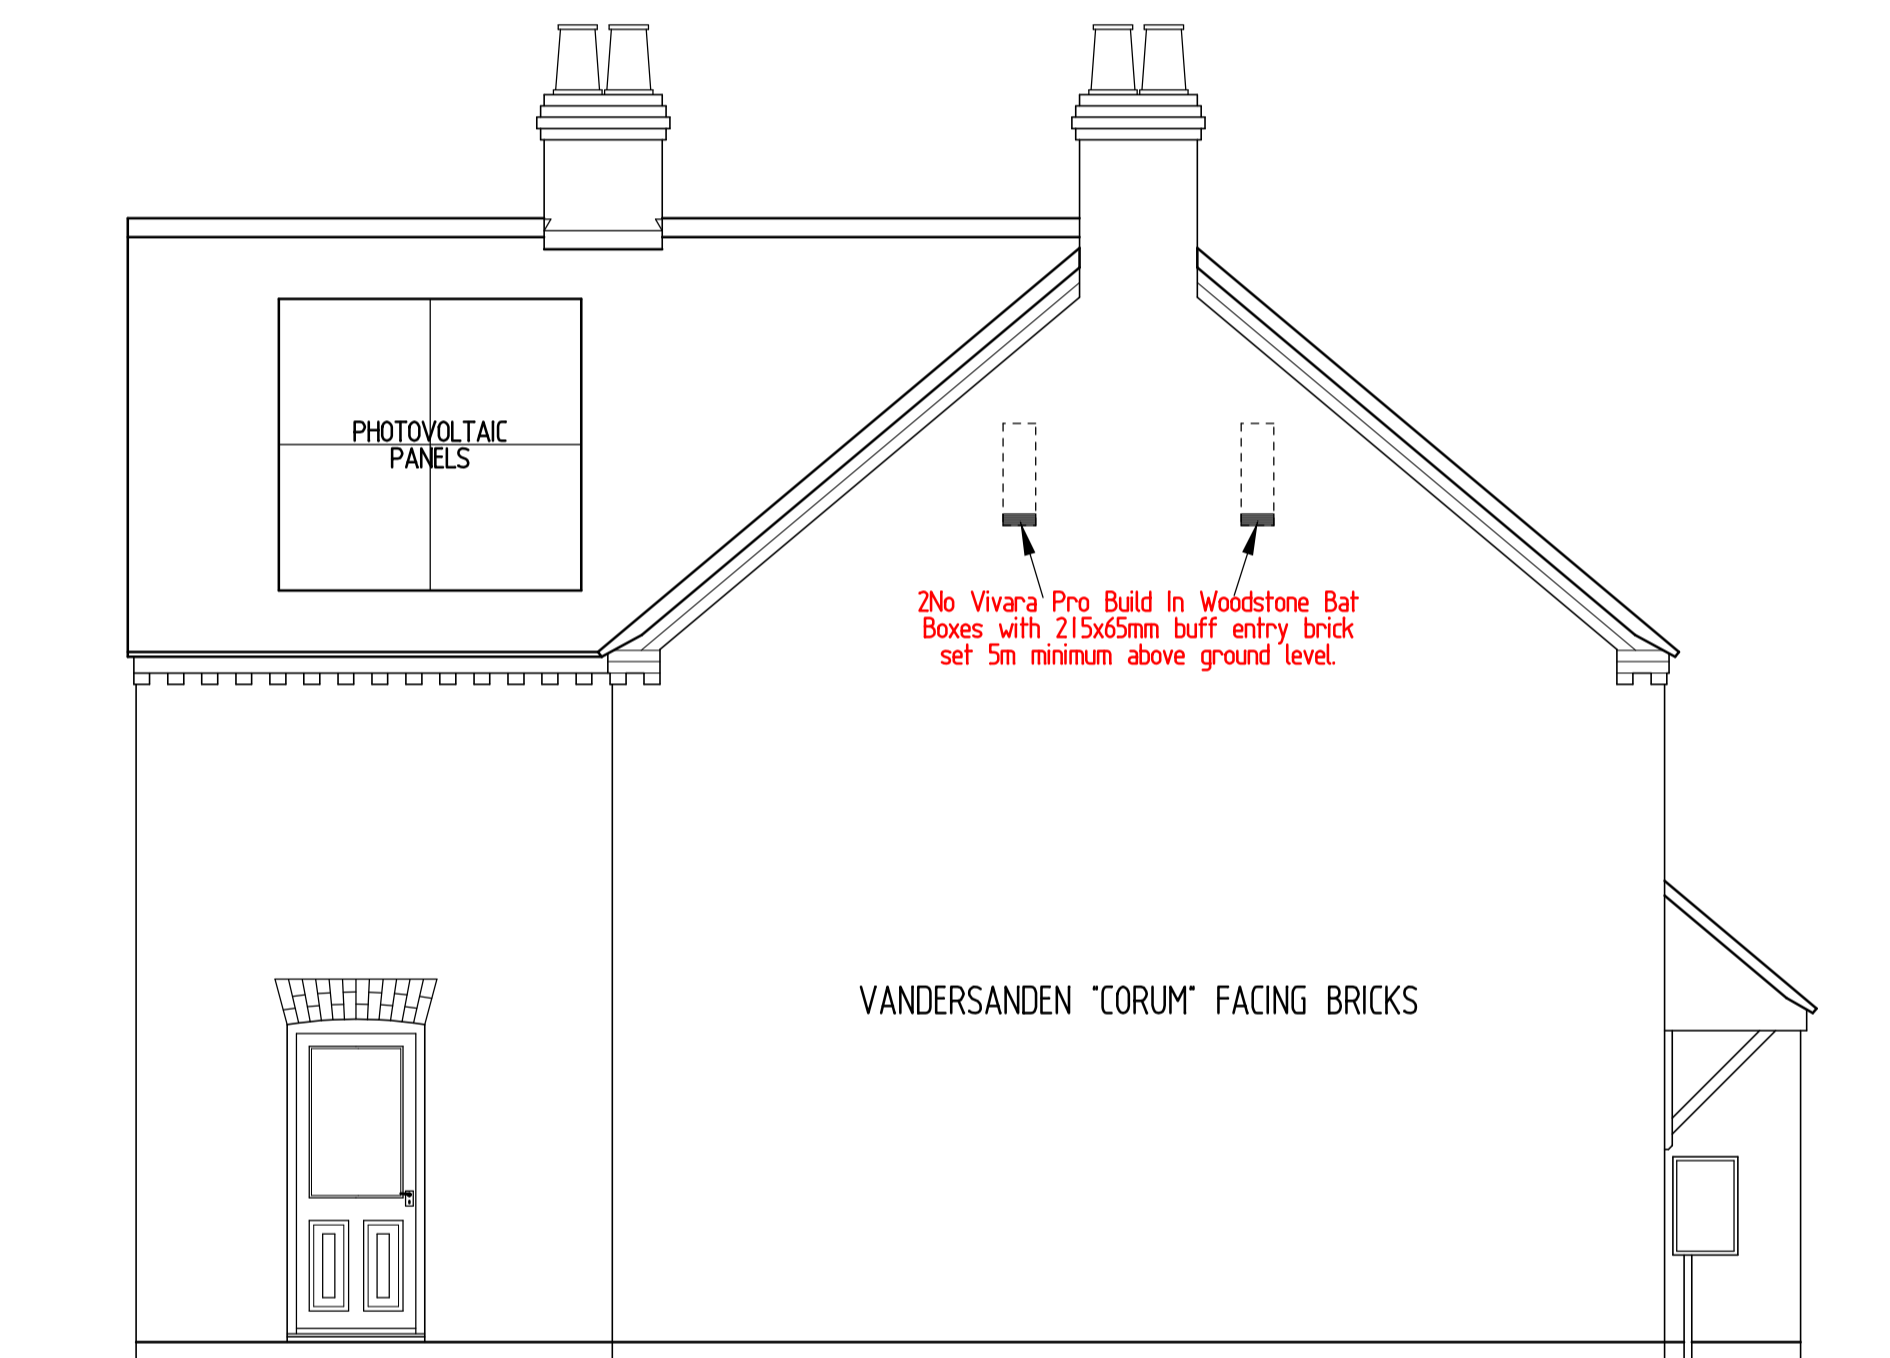 PHOTOVOLTAIC
PANELS
2No Vivara Pro Build In Woodstone Bat
Boxes with 215x65mm buff entry brick
set 5m minimum above ground level.
VANDERSANDEN "CORUM" FACING BRICKS